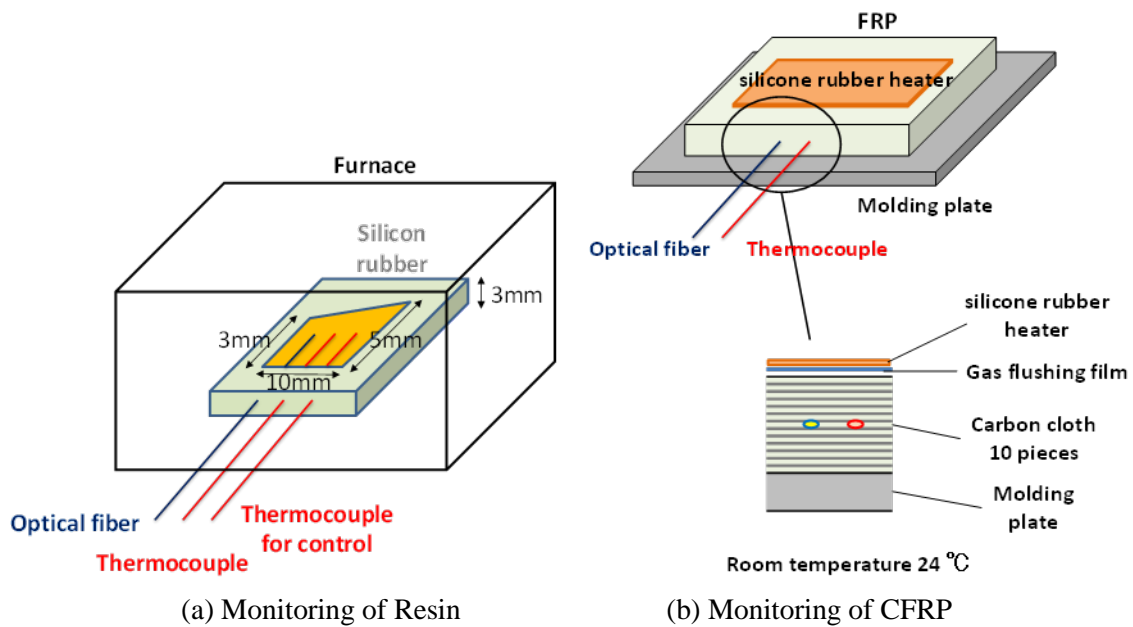 Furnace
Silicon
rubber
3mm
3mm
5mm
10mm
Optical fiber
Thermocouple
Thermocouple
for control
(a) Monitoring of Resin
FRP
silicone rubber heater
Molding plate
Optical fiber
Thermocouple
silicone rubber
heater
Gas flushing film
Carbon cloth
10 pieces
Molding
plate
Room temperature 24 ℃
(b) Monitoring of CFRP